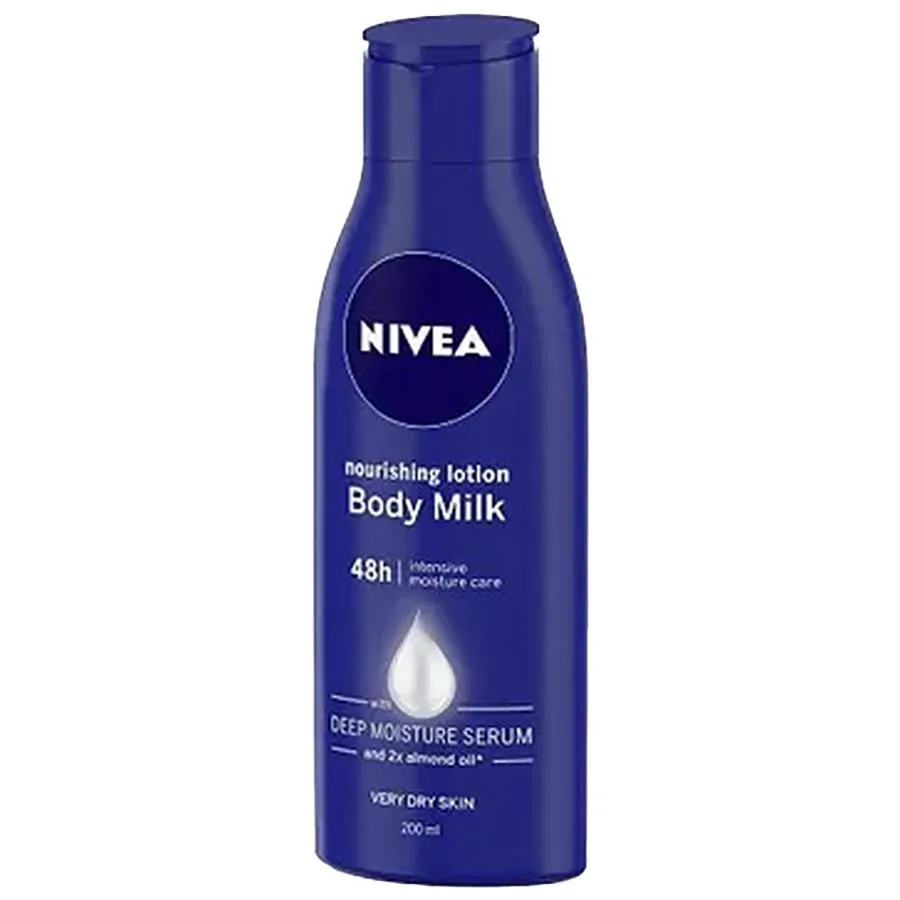 NIVEA
nourishing lotion
Body Milk
48h intensive
moisture care
with
DEEP MOISTURE SERUM
and 2x almond oil*
VERY DRY SKIN
200 ml